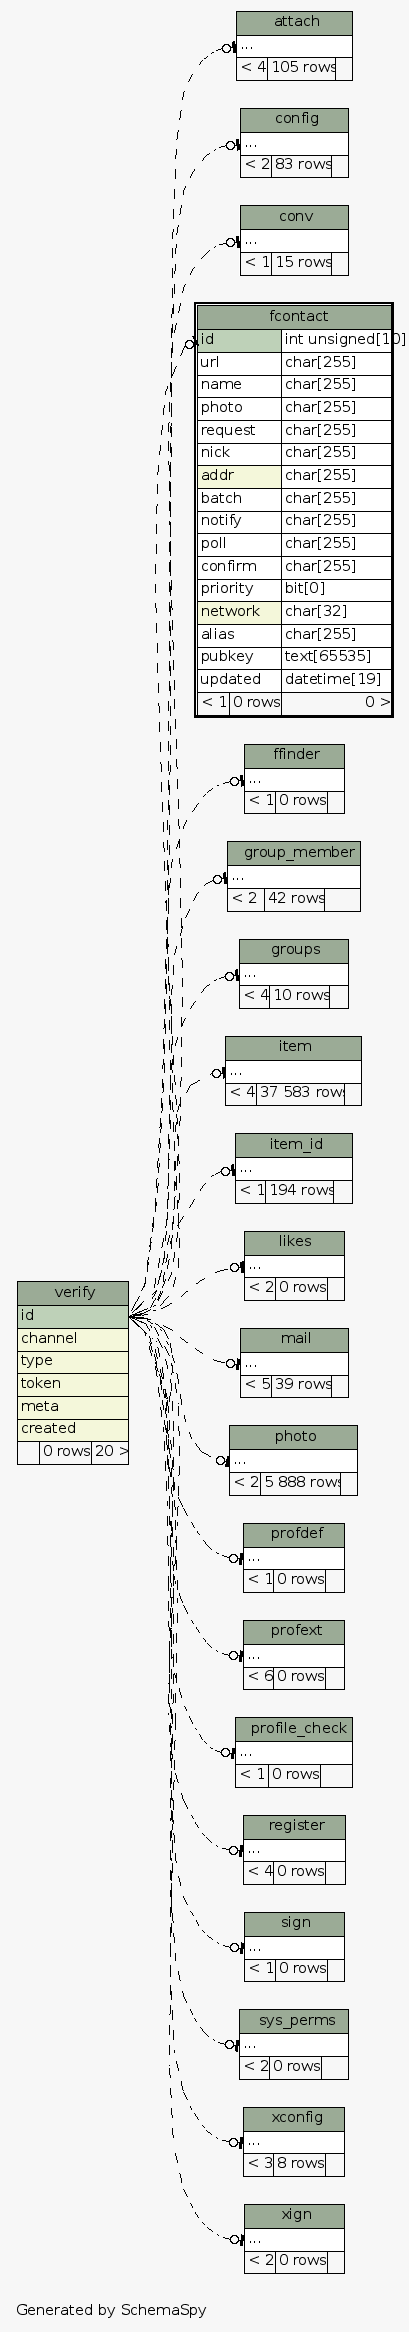 attach
...
< 4 105 rows
config
...
< 2 83 rows
conv
...
< 1 15 rows
fcontact
id int unsigned[10]
url char[255]
name char[255]
photo char[255]
request char[255]
nick char[255]
addr char[255]
batch char[255]
notify char[255]
poll char[255]
confirm char[255]
priority bit[0]
network char[32]
alias char[255]
pubkey text[65535]
updated datetime[19]
< 1 0 rows 0 >
ffinder
...
< 1 0 rows
group_member
...
< 2 42 rows
groups
...
< 4 10 rows
item
...
< 4 37 583 rows
item_id
...
< 1 194 rows
likes
...
< 2 0 rows
verify
id
channel
type
token
meta
created
0 rows 20 >
mail
...
< 5 39 rows
photo
...
< 2 5 888 rows
profdef
...
< 1 0 rows
profext
...
< 6 0 rows
profile_check
...
< 1 0 rows
register
...
< 4 0 rows
sign
...
< 1 0 rows
sys_perms
...
< 2 0 rows
xconfig
...
< 3 8 rows
xign
...
< 2 0 rows
Generated by SchemaSpy